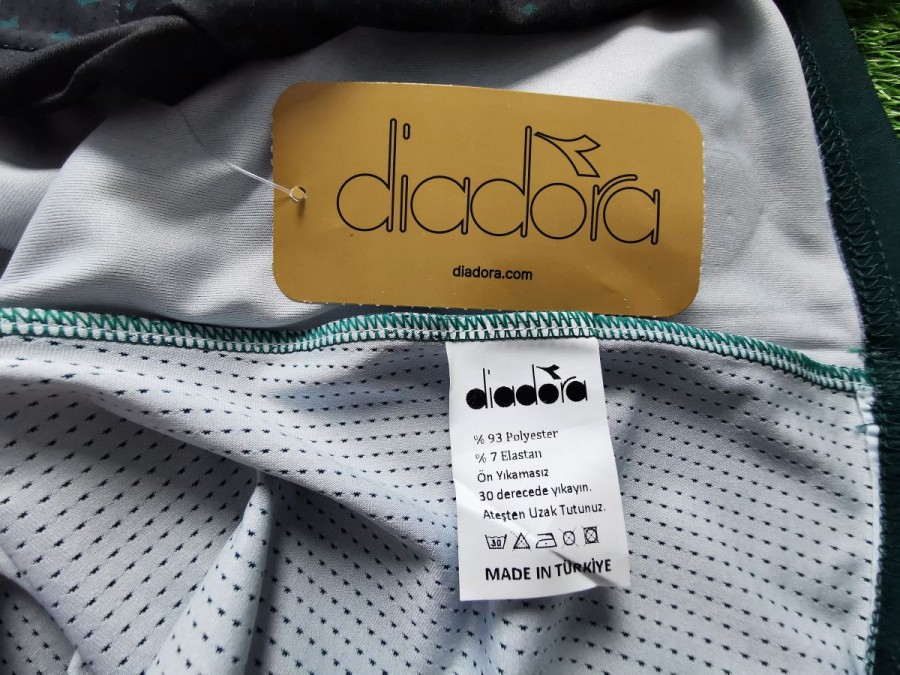 diadora
diadora.com
diadora
% 93 Polyester
% 7 Elastan
Ön Yıkamasız
30 derecede yıkayın.
Ateşten Uzak Tutunuz.
30
MADE IN TÜRKİYE